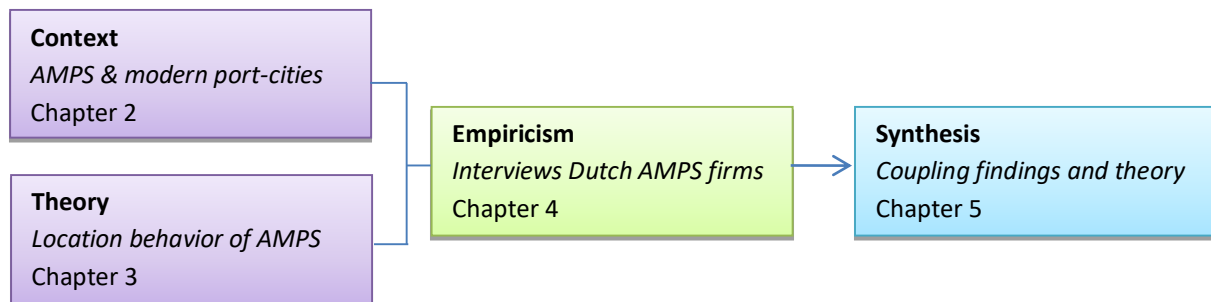 Context
AMPS & modern port-cities
Chapter 2
Theory
Location behavior of AMPS
Chapter 3
Empiricism
Interviews Dutch AMPS firms
Chapter 4
Synthesis
Coupling findings and theory
Chapter 5